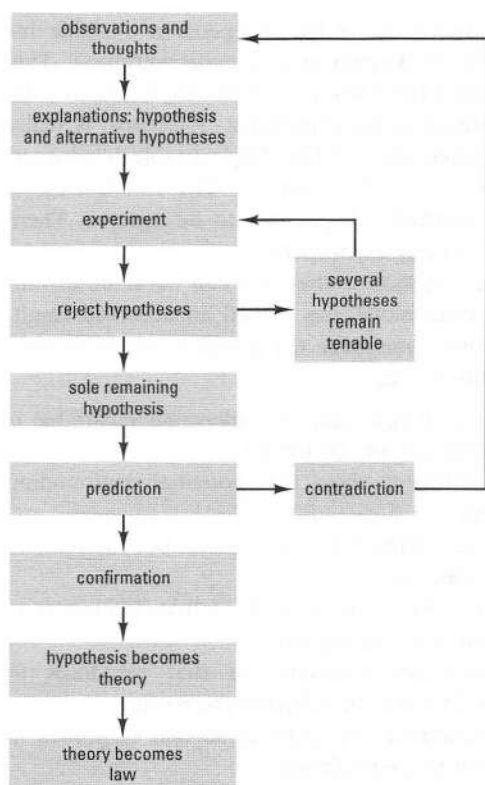 observations and
thoughts
explanations: hypothesis
and alternative hypotheses
experiment
reject hypotheses
several
hypotheses
remain
tenable
sole remaining
hypothesis
prediction
contradiction
confirmation
hypothesis becomes
theory
theory becomes
law